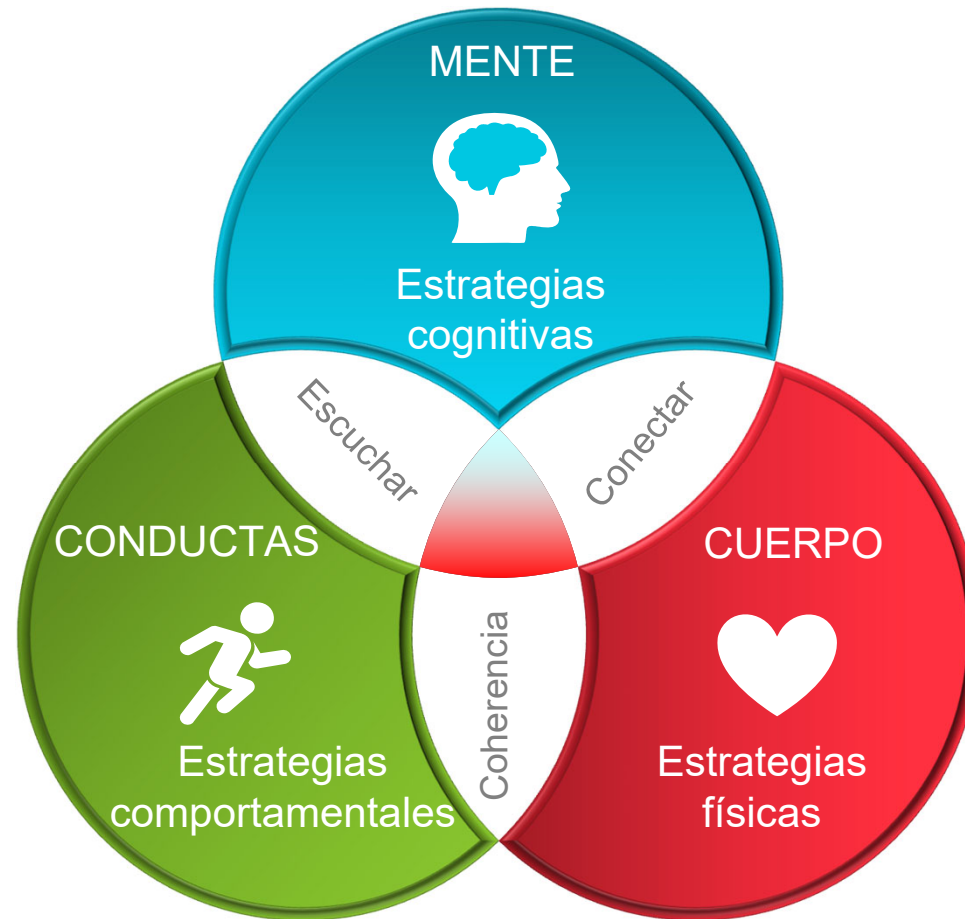 MENTE
Estrategias
cognitivas
Escuchar
Conectar
CONDUCTAS
Estrategias
comportamentales
CUERPO
Estrategias
físicas
Coherencia